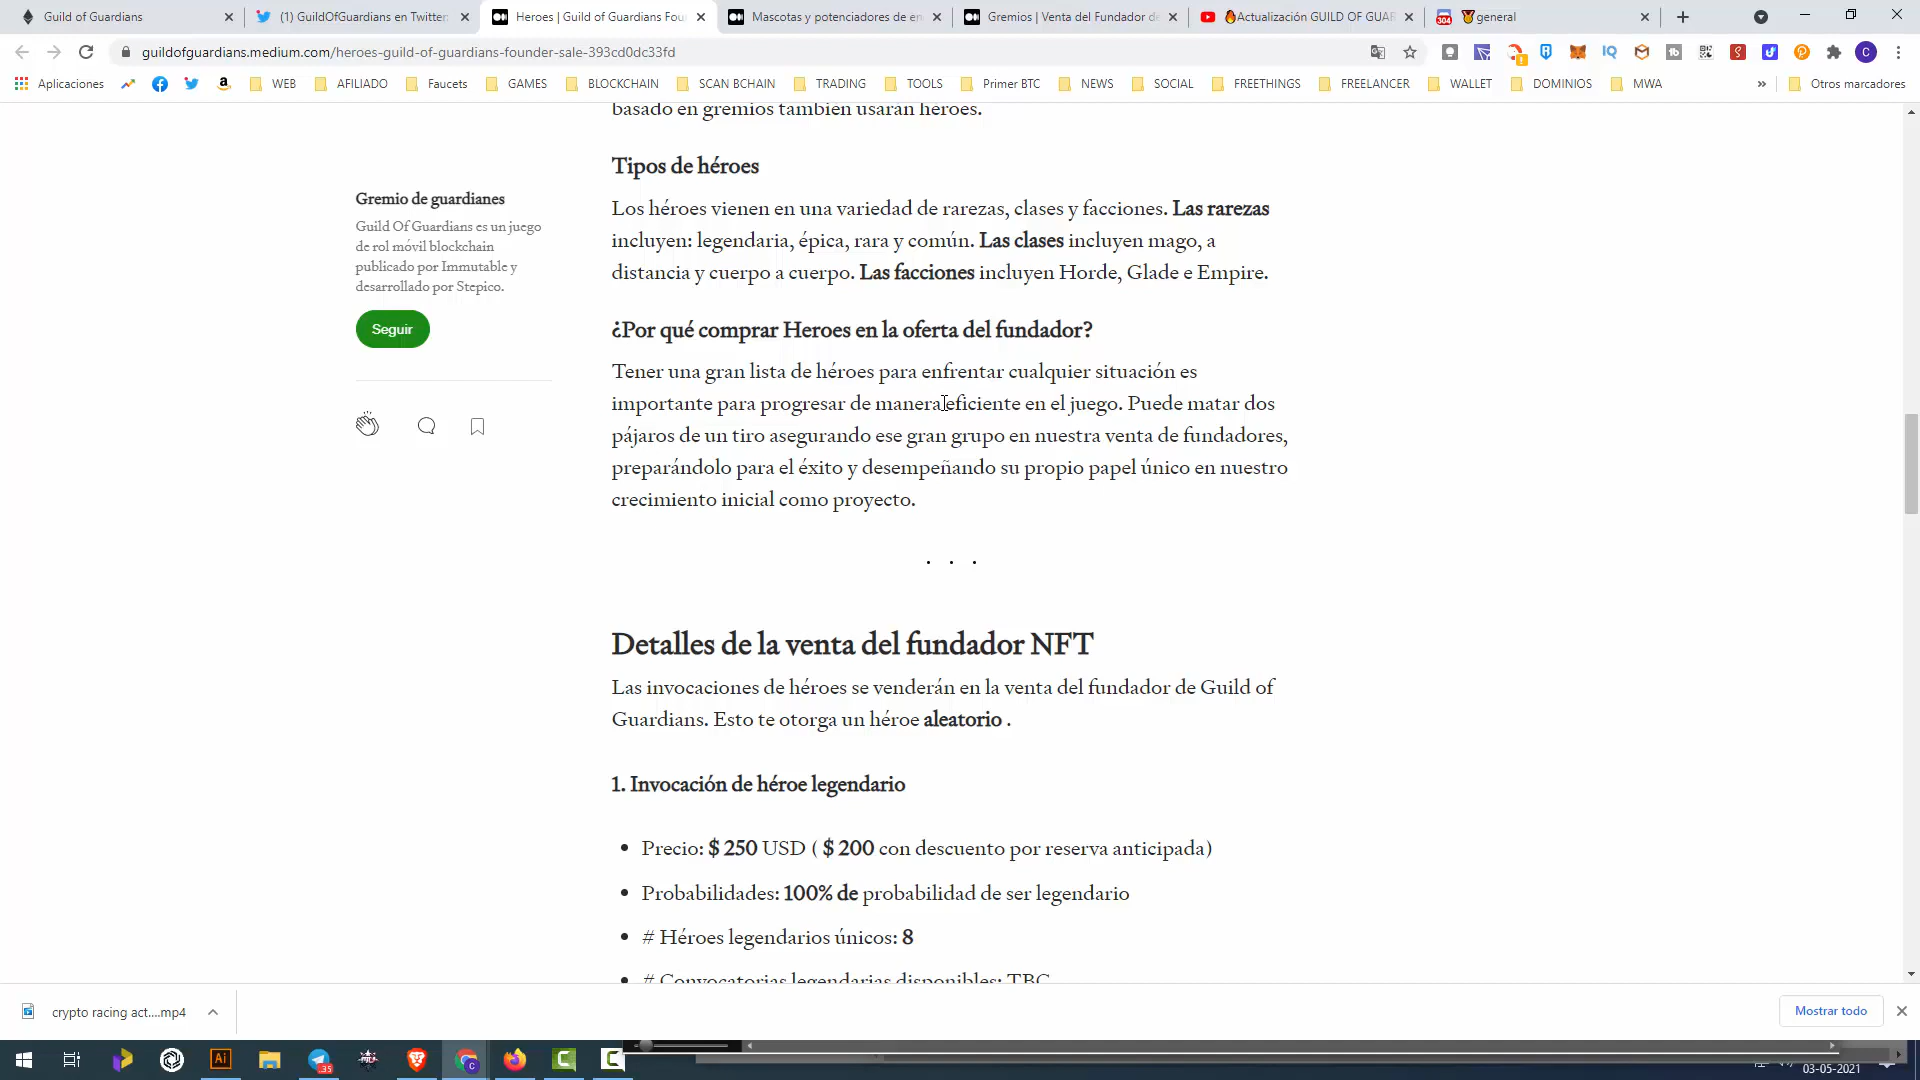 Guild of Guardians
(1) GuildOfGuardians en Twitter
Heroes | Guild of Guardians Fou
Mascotas y potenciadores de en
Gremios | Venta del Fundador de
🔥Actualización GUILD OF GUAR
304
🏅general
guildofguardians.medium.com/heroes-guild-of-guardians-founder-sale-393cd0dc33fd
Aplicaciones
WEB
AFILIADO
Faucets
GAMES
BLOCKCHAIN
SCAN BCHAIN
TRADING
TOOLS
Primer BTC
NEWS
SOCIAL
FREETHINGS
FREELANCER
WALLET
DOMINIOS
MWA
»
Otros marcadores
basado en gremios también usarán héroes.
Tipos de héroes
Los héroes vienen en una variedad de rarezas, clases y facciones. Las rarezas
incluyen: legendaria, épica, rara y común. Las clases incluyen mago, a
distancia y cuerpo a cuerpo. Las facciones incluyen Horde, Glade e Empire.
Gremio de guardianes
Guild Of Guardians es un juego
de rol móvil blockchain
publicado por Immutable y
desarrollado por Stepico.
Seguir
¿Por qué comprar Heroes en la oferta del fundador?
Tener una gran lista de héroes para enfrentar cualquier situación es
importante para progresar de manera eficiente en el juego. Puede matar dos
pájaros de un tiro asegurando ese gran grupo en nuestra venta de fundadores,
preparándolo para el éxito y desempeñando su propio papel único en nuestro
crecimiento inicial como proyecto.
. . .
Detalles de la venta del fundador NFT
Las invocaciones de héroes se venderán en la venta del fundador de Guild of
Guardians. Esto te otorga un héroe aleatorio .
1. Invocación de héroe legendario
• Precio: $ 250 USD ( $ 200 con descuento por reserva anticipada)
• Probabilidades: 100% de probabilidad de ser legendario
• # Héroes legendarios únicos: 8
• # Convocatorias legendarias disponibles: TBC
crypto racing act....mp4
Mostrar todo
03-05-2021